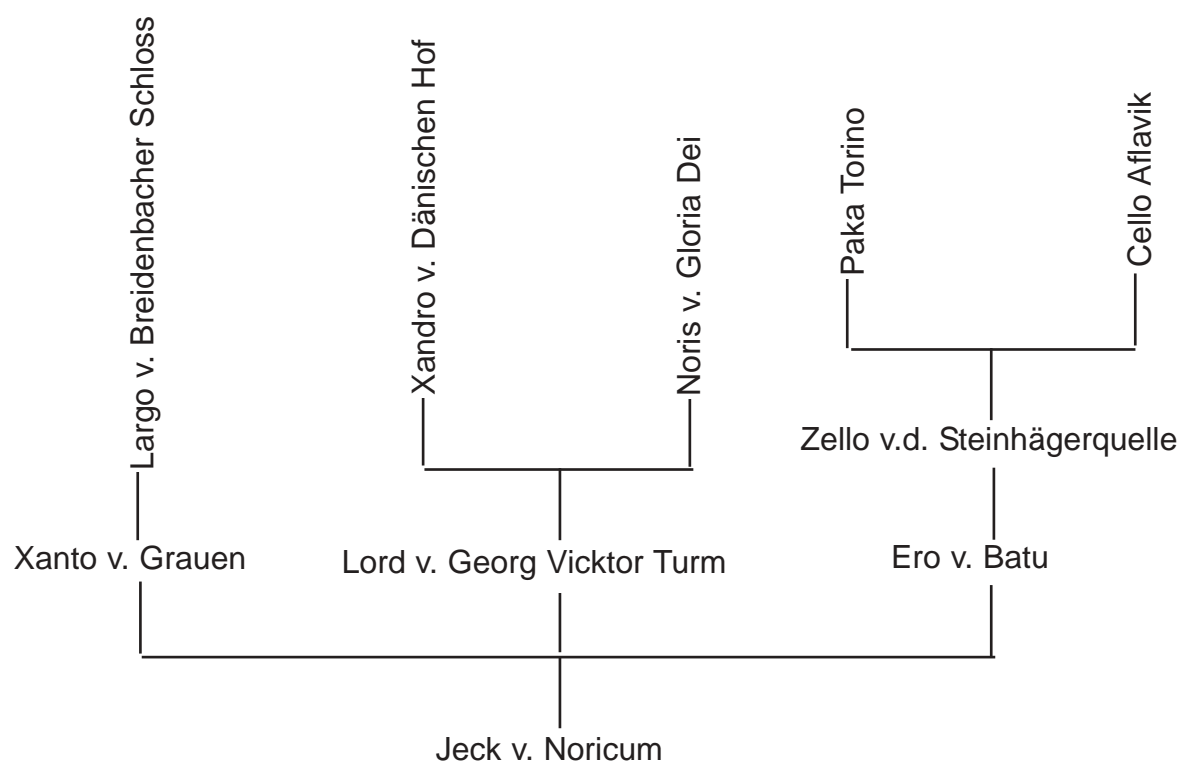 Largo v. Breidenbacher Schloss
Xandro v. Dänischen Hof
Noris v. Gloria Dei
Paka Torino
Cello Aflavik
Zello v.d. Steinhägerquelle
Xanto v. Grauen
Lord v. Georg Vicktor Turm
Ero v. Batu
Jeck v. Noricum